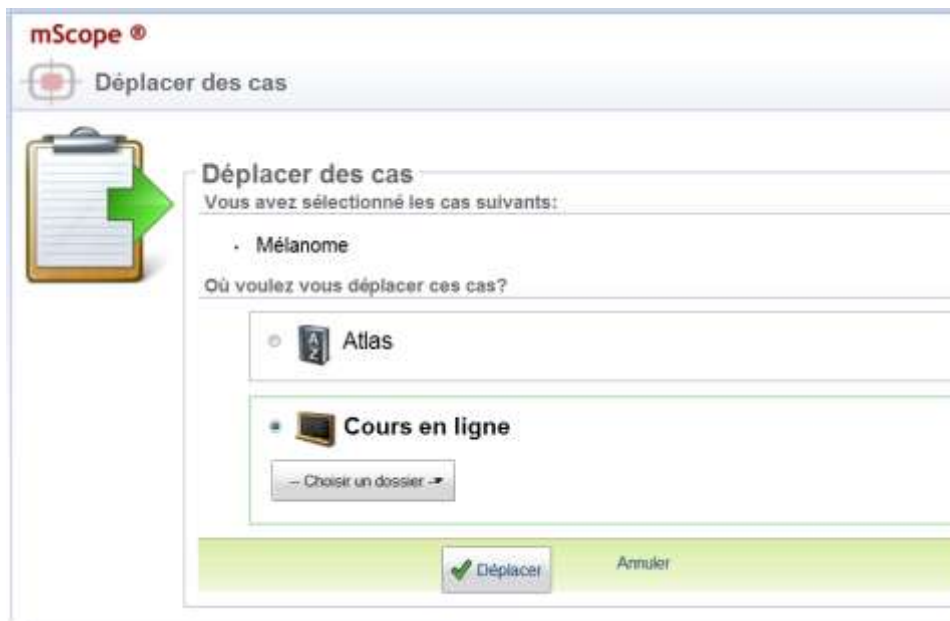 mScope ®
Déplacer des cas
Déplacer des cas
Vous avez sélectionné les cas suivants:
· Mélanome
Où voulez vous déplacer ces cas?
A Z
Atlas
Cours en ligne
-- Choisir un dossier --
Déplacer
Annuler